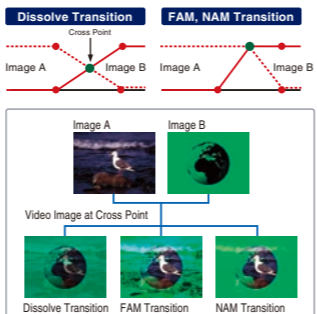 Dissolve Transition
FAM, NAM Transition
Cross Point
Image A
Image B
Image A
Image B
Image A
Image B
Video Image at Cross Point
Dissolve Transition
FAM Transition
NAM Transition